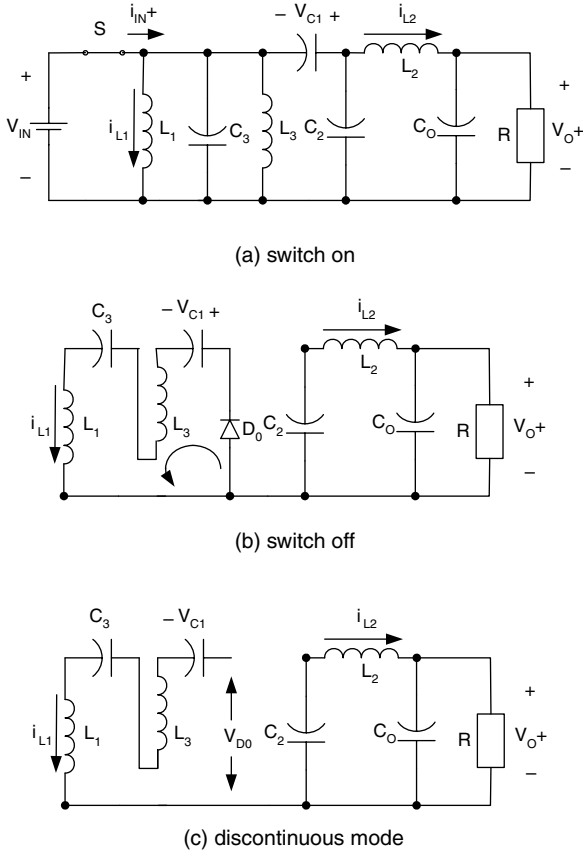 S i_IN+ – V_C1 + i_L2
V_IN + – i_L1 L_1 C_3 L_3 C_2 L_2 C_O R + V_O+ –
(a) switch on
C_3 – V_C1 + i_L2
i_L1 L_1 L_3 D_0 C_2 L_2 C_O R + V_O+ –
(b) switch off
C_3 – V_C1 i_L2
i_L1 L_1 L_3 V_D0 C_2 L_2 C_O R + V_O+ –
(c) discontinuous mode